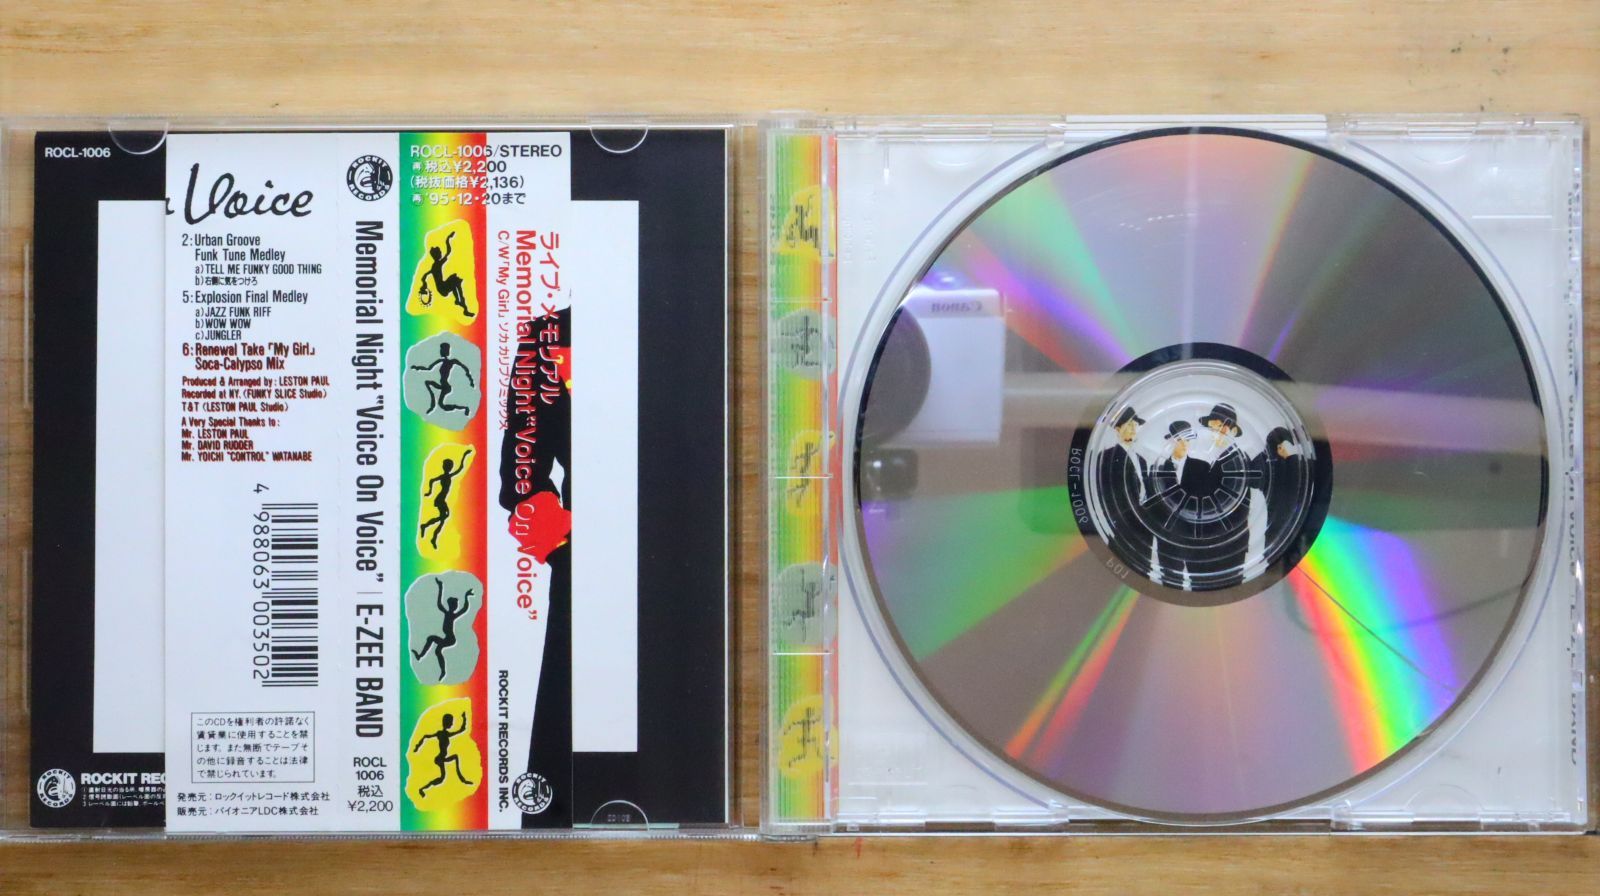 ROCL-1006
Voice
2:Urban Groove
Funk Tune Medley
a)TELL ME FUNKY GOOD THING
b)右側に気をつけろ
5:Explosion Final Medley
a)JAZZ FUNK RIFF
b)WOW WOW
c)JUNGLER
6:Renewal Take「My Girl」
Soca-Calypso Mix
Produced & Arranged by: LESTON PAUL
Recorded at NY.(FUNKY SLICE Studio)
T&T (LESTON PAUL Studio)
A Very Special Thanks to:
Mr. LESTON PAUL
Mr. DAVID RUDDER
Mr. YOICHI "CONTROL" WATANABE
4 988063 003502
このCDを権利者の許諾なく
賃貸業に使用することを禁
じます。また無断でテープそ
の他に録音することは法律
で禁じられています。
発売元:ロックイットレコード株式会社
販売元:パイオニアLDC株式会社
ROCKIT REC
ROCKIT RECORDS
Memorial Night "Voice On Voice" | E-ZEE BAND
ROCL
1006
税込
¥2,200
ROCL-1006/STEREO
再 税込¥2,200
(税抜価格¥2,136)
再 '95・12・20まで
ライブ・メモリアル
Memorial Night "Voice On Voice"
C/W「My Girl」ソカカリプソミックス
ROCKIT RECORDS INC.
ROCKIT RECORDS
Canon
ROCL-1006